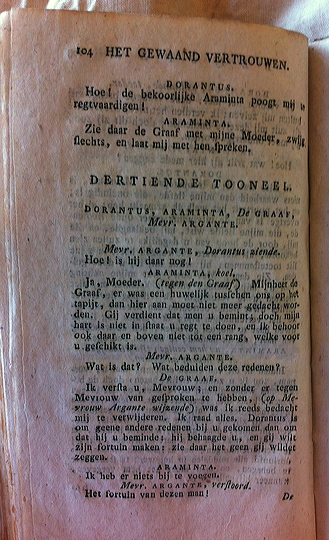 104 HET GEWAAND VERTROUWEN.
DORANTUS.
Hoe! de bekoorlijke Araminta poogt mij te
regtvaardigen!
ARAMINTA.
Zie daar de Graaf met mijne Moeder, zwijg
slechts, en laat mij met hen spreken.
DERTIENDE TOONEEL.
DORANTUS, ARAMINTA, De GRAAF,
Mevr. ARGANTE.
Mevr. ARGANTE, Dorantus ziende.
Hoe! is hij daar nog!
ARAMINTA, koel.
Ja, Moeder. (tegen den Graaf) Mijnheer de
Graaf, er was een huwelijk tusschen ons op het
tapijt, dan hier aan moet niet meer gedacht wor-
den. Gij verdient dat men u bemint; doch mijn
hart is niet in staat u regt te doen, en ik behoor
ook daar en boven niet tot een rang, welke voor
u geschikt is.
Mevr. ARGANTE.
Wat is dat? Wat beduiden deze redenen?
De GRAAF.
Ik versta u, Mevrouw; en zonder er tegen
Mevrouw van gesproken te hebben, (op Me-
vrouw Argante wijzende) was ik reeds bedacht
mij te verwijderen. Ik raad alles. Dorantus is
om geene andere redenen bij u gekomen dan om
dat hij u beminde; hij behaagde u, en gij wilt
zijn fortuin maken: zie daar het geen gij wildet
zeggen.
ARAMINTA.
Ik heb er niets bij te voegen.
Mevr. ARGANTE, verstoord.
Het fortuin van dezen man!
De